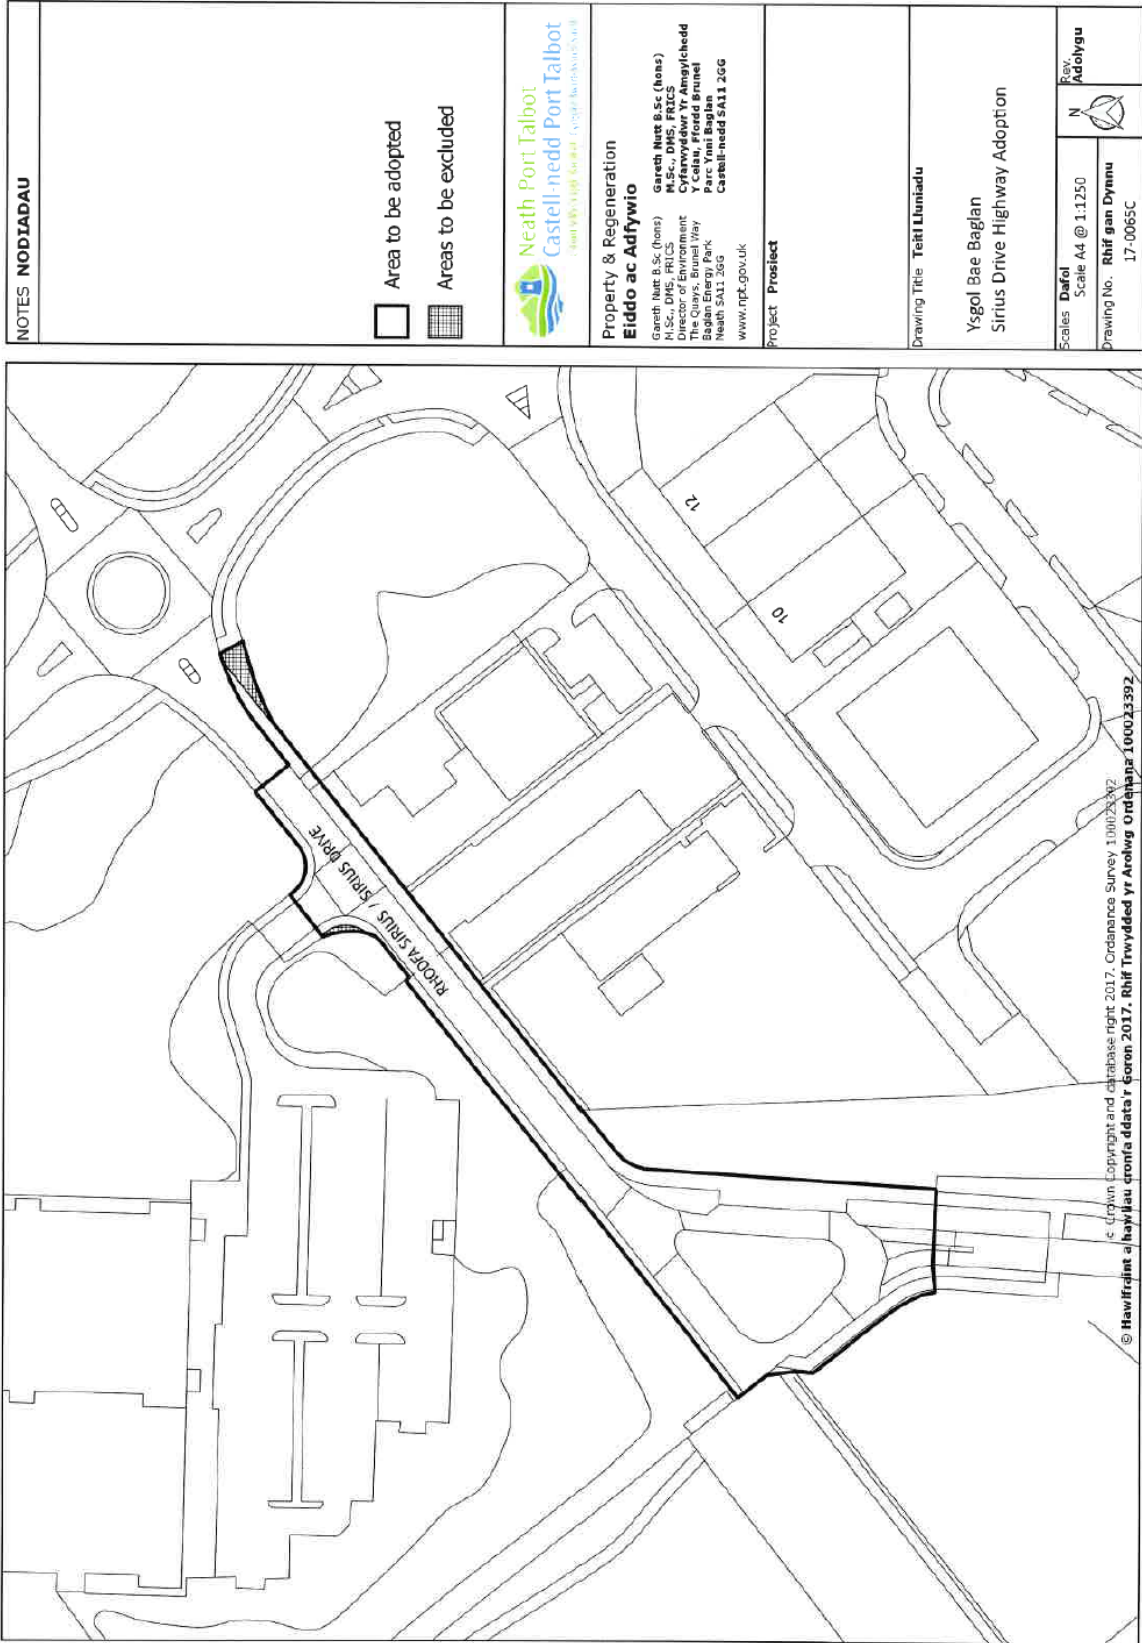 NOTES NODIADAU
Area to be adopted
Areas to be excluded
Neath Port Talbot
Castell-nedd Port Talbot
Property & Regeneration
Eiddo ac Adfywio
Gareth Nutt B.Sc (hons)
M.Sc., DMS, FRICS
Director of Environment
The Quays, Brunel Way
Baglan Energy Park
Neath SA11 2GG
Gareth Nutt B.Sc (hons)
M.Sc., DMS, FRICS
Cyfarwyddwr Yr Amgylchedd
Y Ceiau, Ffordd Brunel
Parc Ynni Baglan
Castell-nedd SA11 2GG
www.npt.gov.uk
Project Prosiect
Drawing Title Teitl Lluniadu
Ysgol Bae Baglan
Sirius Drive Highway Adoption
Scales Dafol
Scale A4 @ 1:1250
N
Rev.
Adolygu
Drawing No. Rhif gan Dynnu
17-0065C
12
10
RHODFA SIRIUS / SIRIUS DRIVE
© Crown Copyright and database right 2017. Ordanance Survey 100023392
© Hawlfraint a hawliau cronfa ddata'r Goron 2017. Rhif Trwydded yr Arolwg Ordenana 100023392